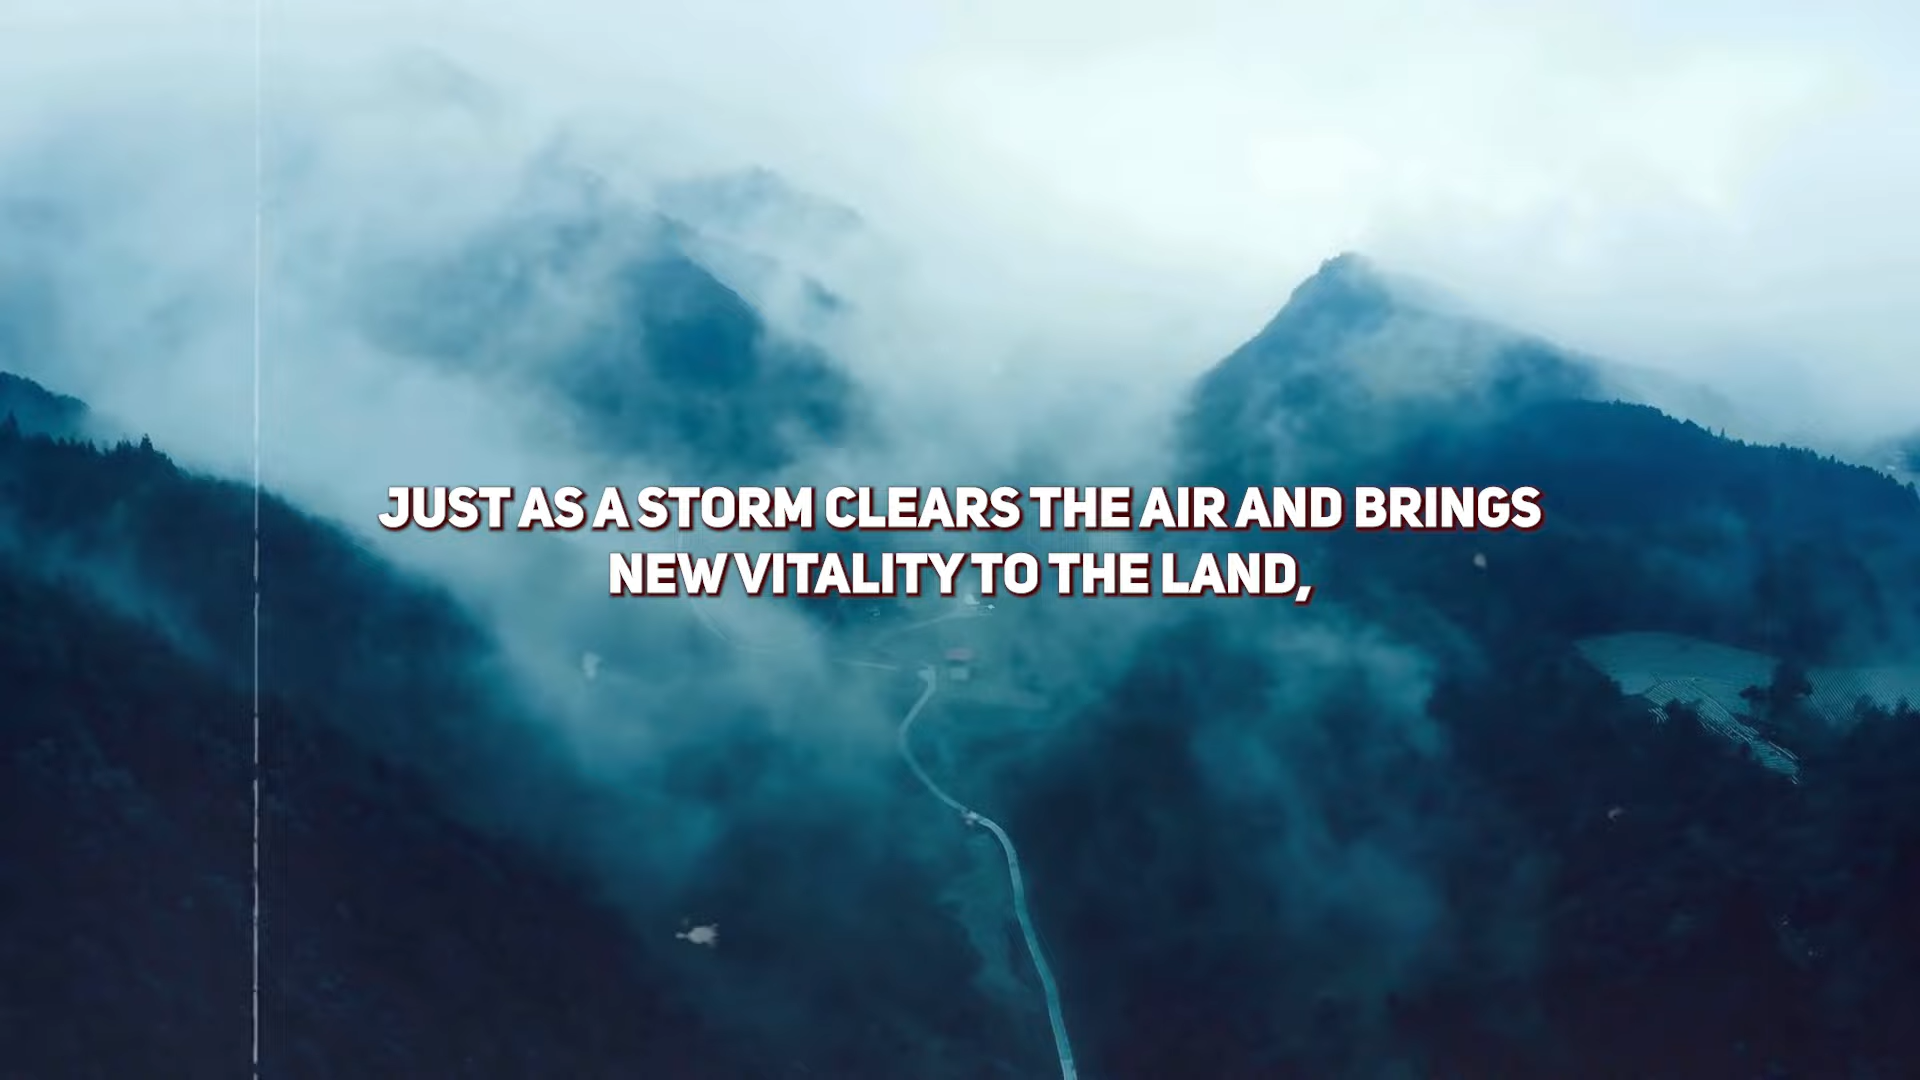 JUST AS A STORM CLEARS THE AIR AND BRINGS
NEW VITALITY TO THE LAND,